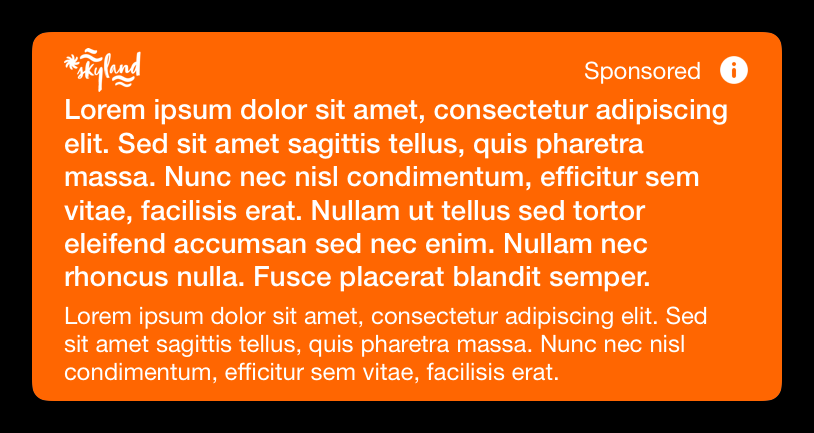 skyland
Sponsored
Lorem ipsum dolor sit amet, consectetur adipiscing
elit. Sed sit amet sagittis tellus, quis pharetra
massa. Nunc nec nisl condimentum, efficitur sem
vitae, facilisis erat. Nullam ut tellus sed tortor
eleifend accumsan sed nec enim. Nullam nec
rhoncus nulla. Fusce placerat blandit semper.
Lorem ipsum dolor sit amet, consectetur adipiscing elit. Sed
sit amet sagittis tellus, quis pharetra massa. Nunc nec nisl
condimentum, efficitur sem vitae, facilisis erat.